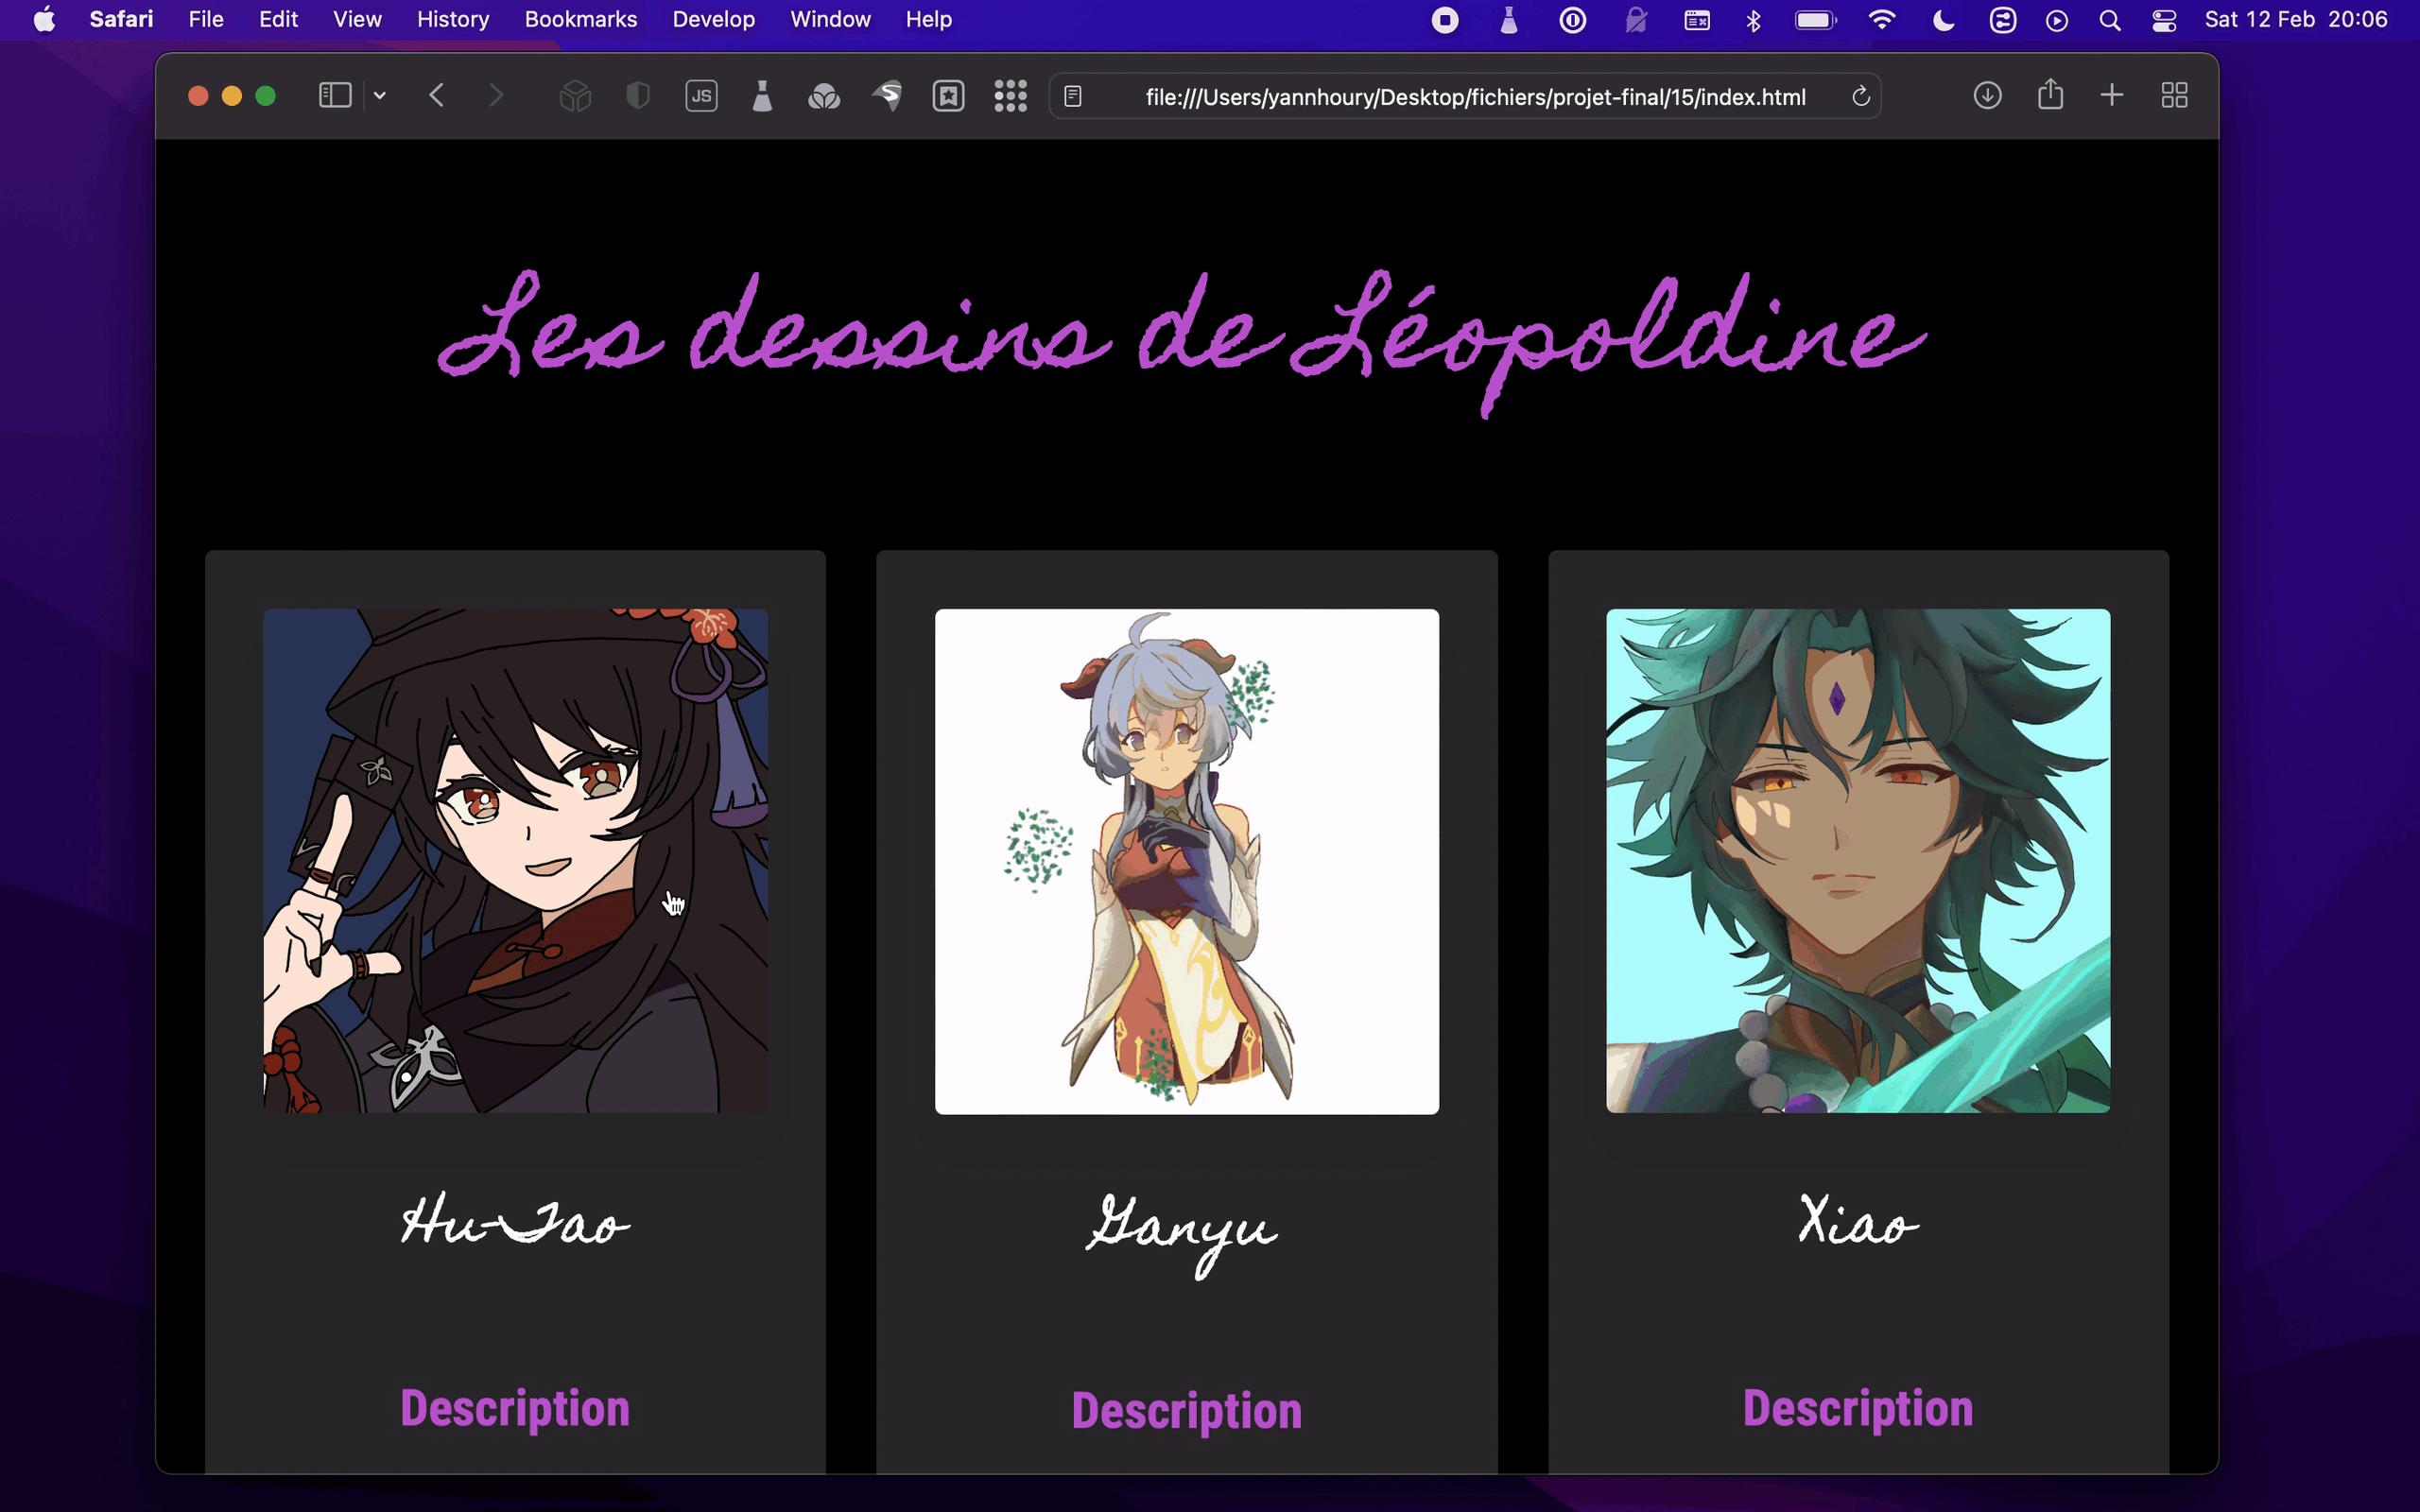 Safari File Edit View History Bookmarks Develop Window Help Sat 12 Feb 20:06
JS file:///Users/yannhoury/Desktop/fichiers/projet-final/15/index.html
Les dessins de Léopoldine
Hu-Tao Ganyu Xiao
Description Description Description